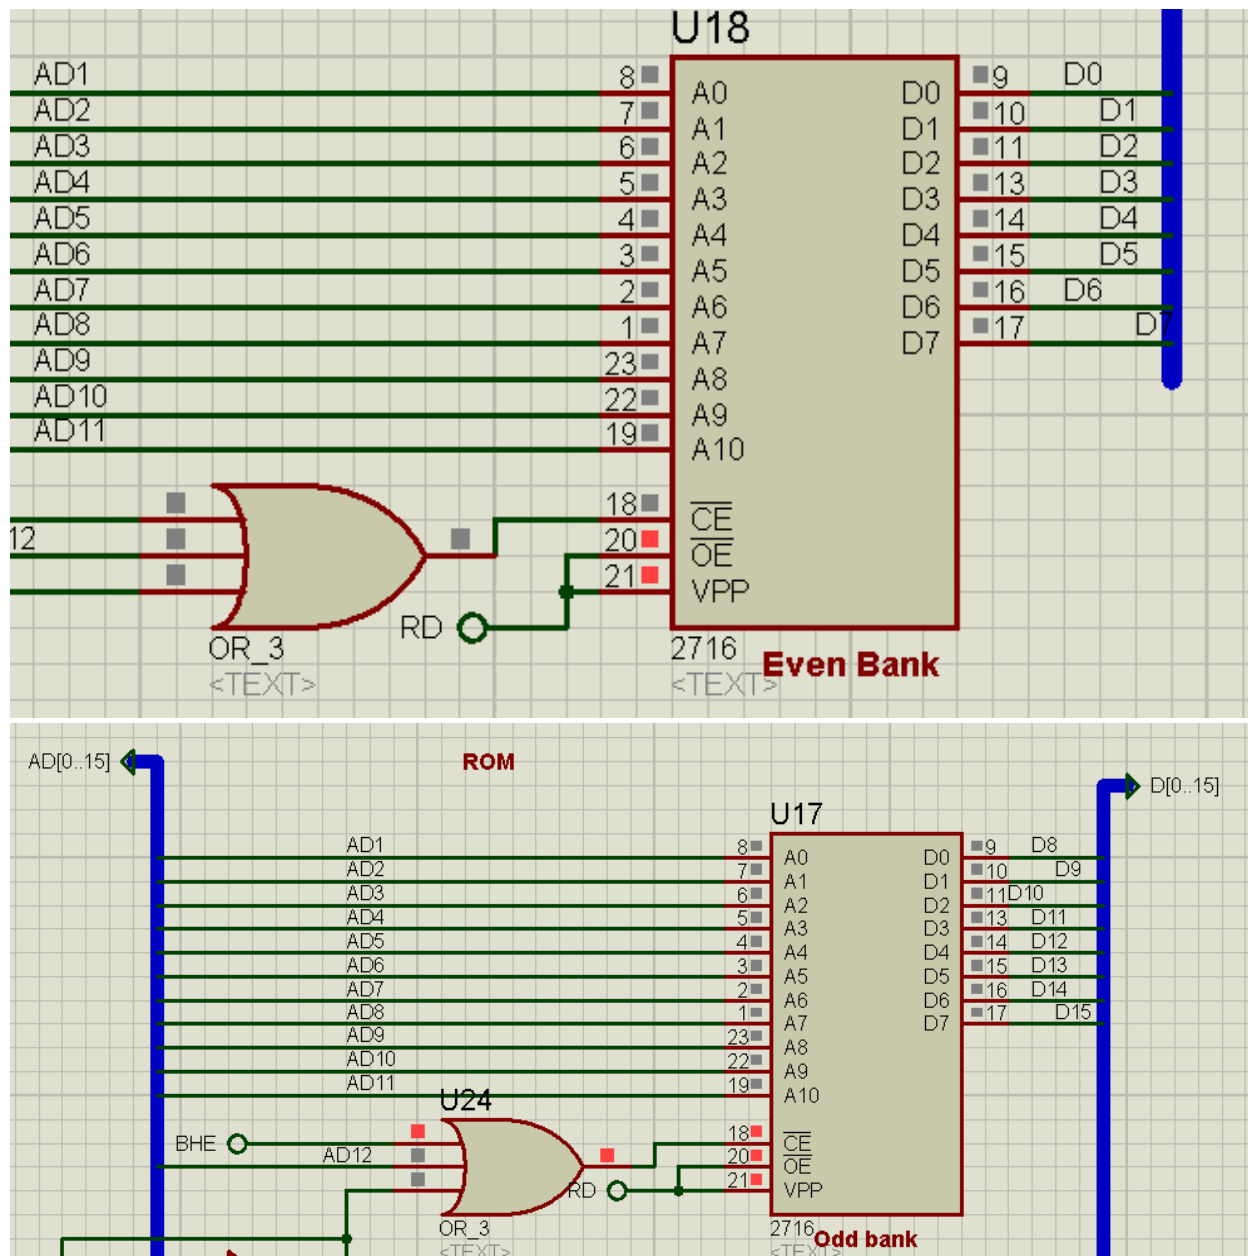 U18
AD1 8 A0 D0 9 D0
AD2 7 A1 D1 10 D1
AD3 6 A2 D2 11 D2
AD4 5 A3 D3 13 D3
AD5 4 A4 D4 14 D4
AD6 3 A5 D5 15 D5
AD7 2 A6 D6 16 D6
AD8 1 A7 D7 17 D7
AD9 23 A8
AD10 22 A9
AD11 19 A10
18 CE
12 20 OE
21 VPP
RD
OR_3 2716 Even Bank
<TEXT> <TEXT>
AD[0..15] ROM D[0..15]
U17
AD1 8 A0 D0 9 D8
AD2 7 A1 D1 10 D9
AD3 6 A2 D2 11 D10
AD4 5 A3 D3 13 D11
AD5 4 A4 D4 14 D12
AD6 3 A5 D5 15 D13
AD7 2 A6 D6 16 D14
AD8 1 A7 D7 17 D15
AD9 23 A8
AD10 22 A9
AD11 19 A10
U24
BHE 18 CE
AD12 20 OE
RD 21 VPP
OR_3 2716 Odd bank
<TEXT> <TEXT>